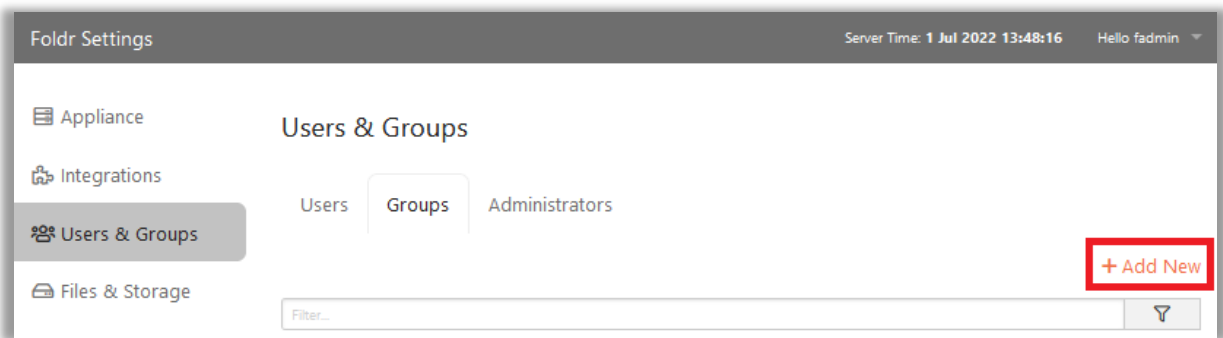 Foldr Settings
Server Time: 1 Jul 2022 13:48:16
Hello fadmin
Appliance
Integrations
Users & Groups
Files & Storage
Users & Groups
Users
Groups
Administrators
+ Add New
Filter...